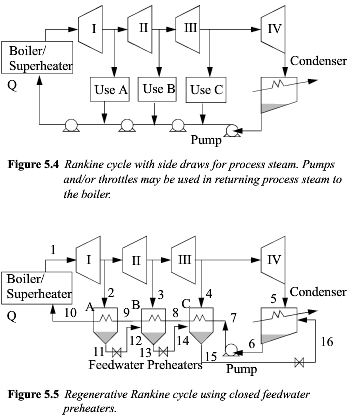 I II III IV
Boiler/
Superheater
Condenser
Q
Use A Use B Use C
Pump
Figure 5.4 Rankine cycle with side draws for process steam. Pumps
and/or throttles may be used in returning process steam to
the boiler.
1
I II III IV
Boiler/
Superheater
2 3 4 5 Condenser
Q 10 A 9 B 8 C 7
11 12 13 14 6 16
Feedwater Preheaters 15 Pump
Figure 5.5 Regenerative Rankine cycle using closed feedwater
preheaters.